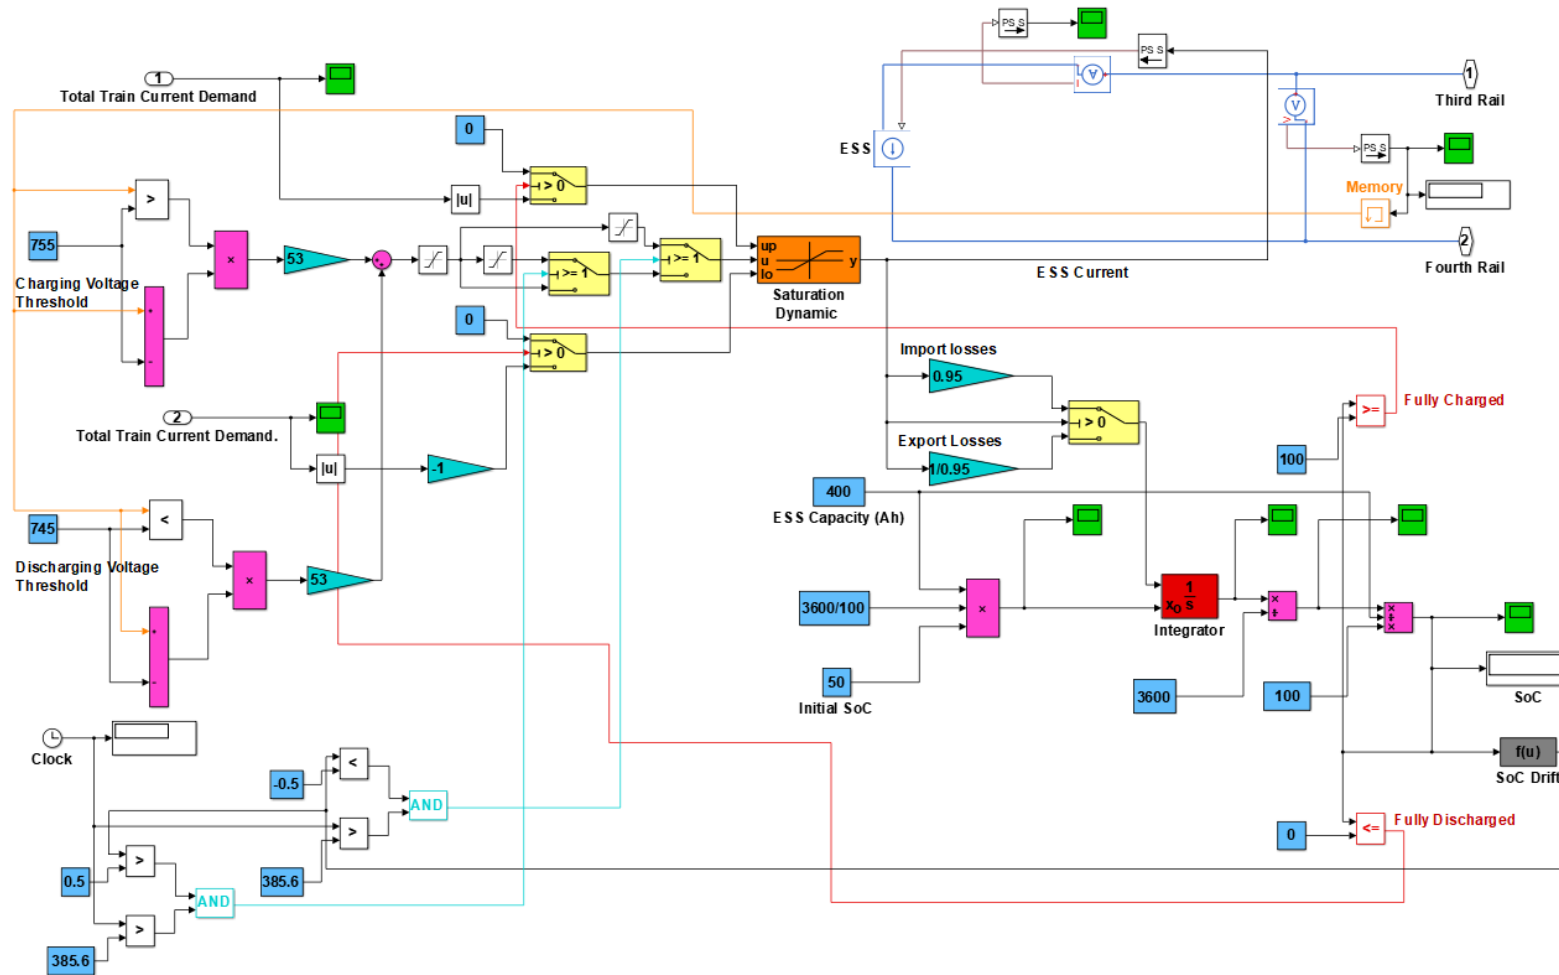 PS S
PS S
1
Total Train Current Demand
1
Third Rail
0
ESS
V
A
PS S
Memory
> 0
|u|
>
755
Charging Voltage
Threshold
×
53
>= 1
>= 1
up
u
lo
y
Saturation
Dynamic
ESS Current
2
Fourth Rail
+
-
0
> 0
Import losses
0.95
> 0
Export Losses
1/0.95
>=
Fully Charged
100
2
Total Train Current Demand.
|u|
-1
400
ESS Capacity (Ah)
<
745
Discharging Voltage
Threshold
×
53
+
-
3600/100
×
50
Initial SoC
xo
1
s
Integrator
×
÷
3600
×
÷
×
100
SoC
f(u)
SoC Drift
Clock
<
-0.5
AND
>
385.6
>
0.5
AND
>
385.6
0
<=
Fully Discharged